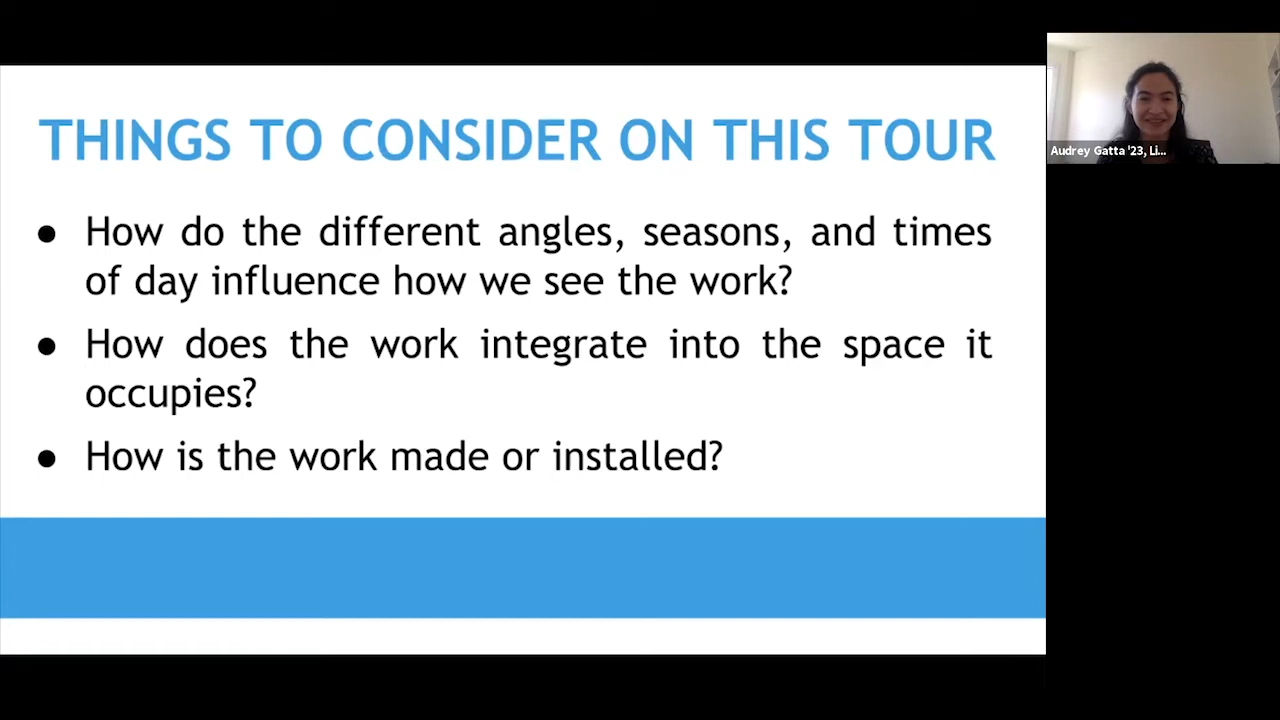 THINGS TO CONSIDER ON THIS TOUR
● How do the different angles, seasons, and times
of day influence how we see the work?
● How does the work integrate into the space it
occupies?
● How is the work made or installed?
Audrey Gatta '23, Li...